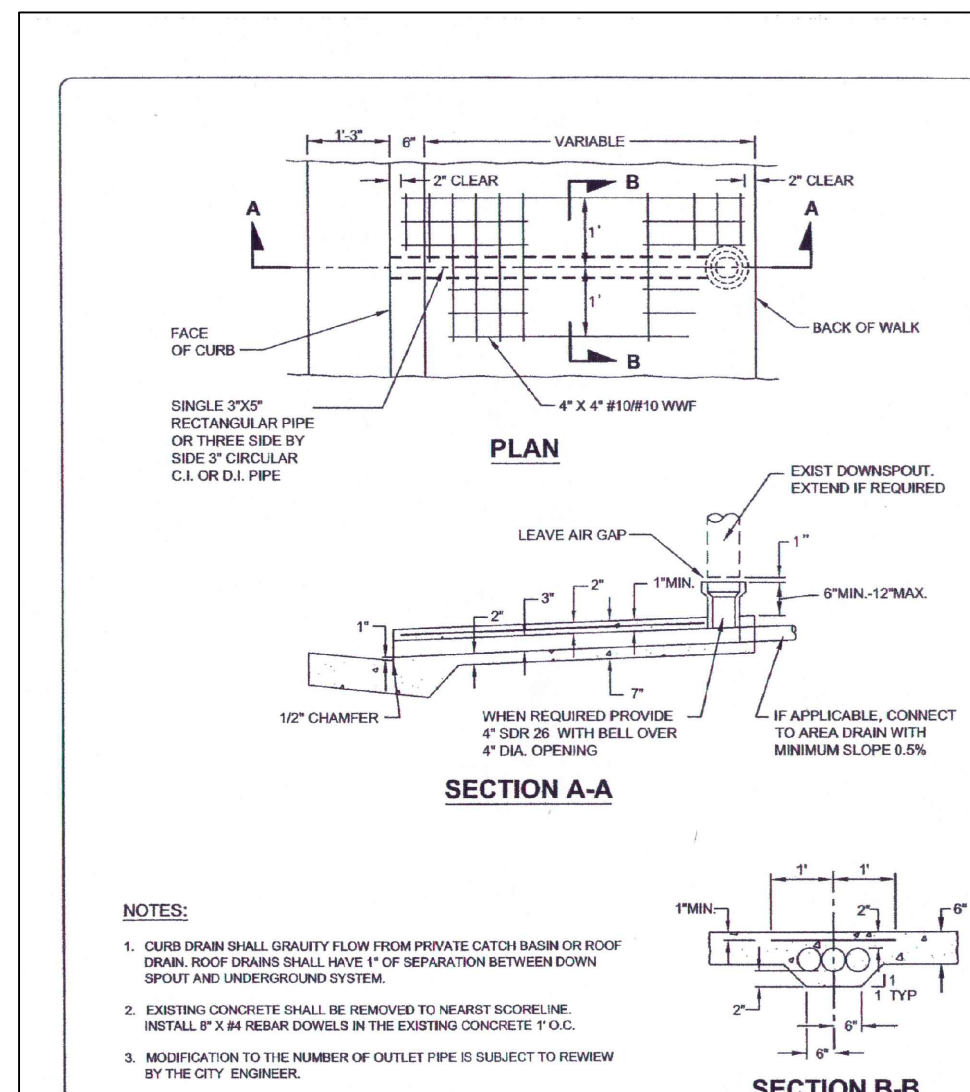 1'-3"
6"
VARIABLE
2" CLEAR
B
2" CLEAR
A
A
1'
1'
FACE
OF CURB
BACK OF WALK
B
SINGLE 3"X5"
RECTANGULAR PIPE
OR THREE SIDE BY
SIDE 3" CIRCULAR
C.I. OR D.I. PIPE
4" X 4" #10/#10 WWF
PLAN
EXIST DOWNSPOUT.
EXTEND IF REQUIRED
LEAVE AIR GAP
1"
1"
2"
3"
2"
1"MIN.
6"MIN.-12"MAX.
7"
1/2" CHAMFER
WHEN REQUIRED PROVIDE
4" SDR 26 WITH BELL OVER
4" DIA. OPENING
IF APPLICABLE, CONNECT
TO AREA DRAIN WITH
MINIMUM SLOPE 0.5%
SECTION A-A
NOTES:
1. CURB DRAIN SHALL GRAUITY FLOW FROM PRIVATE CATCH BASIN OR ROOF
DRAIN. ROOF DRAINS SHALL HAVE 1" OF SEPARATION BETWEEN DOWN
SPOUT AND UNDERGROUND SYSTEM.
2. EXISTING CONCRETE SHALL BE REMOVED TO NEARST SCORELINE.
INSTALL 8" X #4 REBAR DOWELS IN THE EXISTING CONCRETE 1' O.C.
3. MODIFICATION TO THE NUMBER OF OUTLET PIPE IS SUBJECT TO REWIEW
BY THE CITY ENGINEER.
1'
1'
1"MIN.
2"
6"
1
1 TYP
2"
6"
6"
SECTION B-B